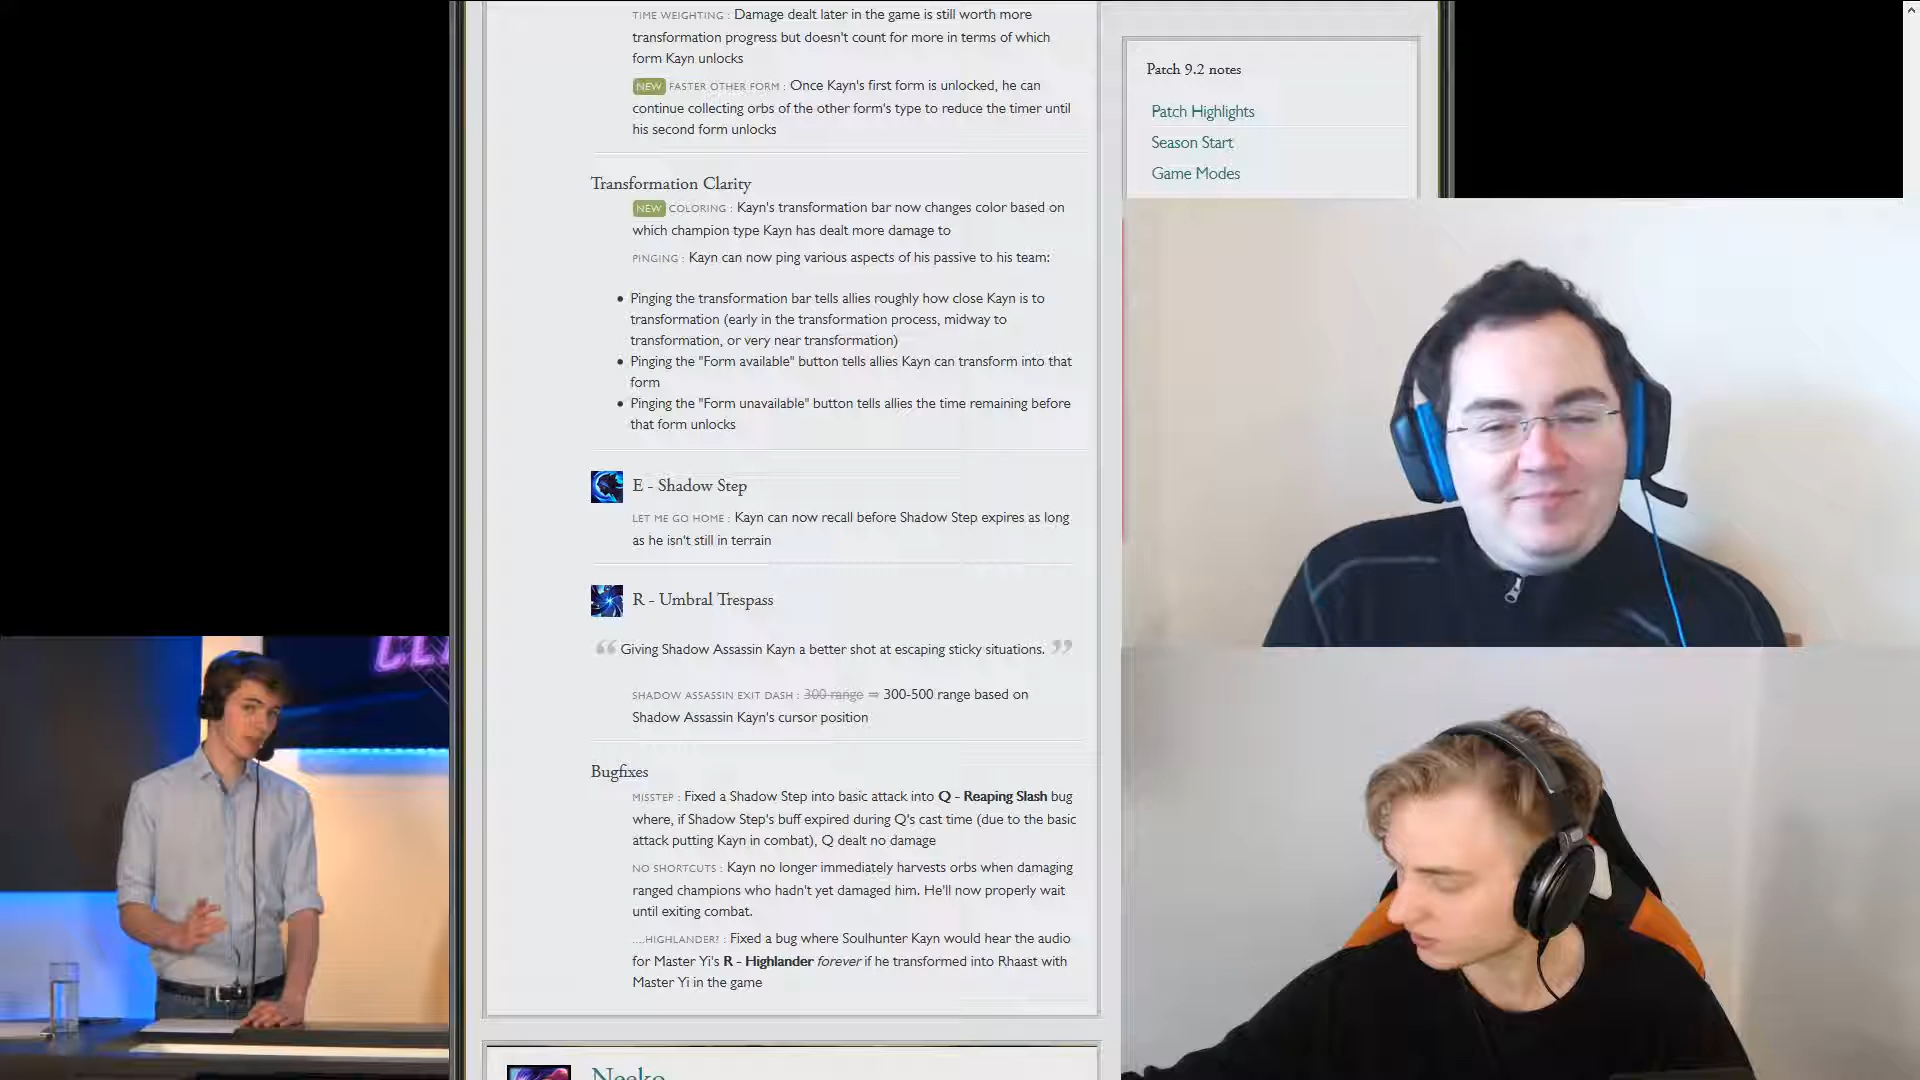 TIME WEIGHTING : Damage dealt later in the game is still worth more
transformation progress but doesn't count for more in terms of which
form Kayn unlocks
NEW FASTER OTHER FORM : Once Kayn's first form is unlocked, he can
continue collecting orbs of the other form's type to reduce the timer until
his second form unlocks
Transformation Clarity
NEW COLORING : Kayn's transformation bar now changes color based on
which champion type Kayn has dealt more damage to
PINGING : Kayn can now ping various aspects of his passive to his team:
• Pinging the transformation bar tells allies roughly how close Kayn is to
transformation (early in the transformation process, midway to
transformation, or very near transformation)
• Pinging the "Form available" button tells allies Kayn can transform into that
form
• Pinging the "Form unavailable" button tells allies the time remaining before
that form unlocks
E - Shadow Step
LET ME GO HOME : Kayn can now recall before Shadow Step expires as long
as he isn't still in terrain
R - Umbral Trespass
“ Giving Shadow Assassin Kayn a better shot at escaping sticky situations. ”
SHADOW ASSASSIN EXIT DASH : 300 range ⇒ 300-500 range based on
Shadow Assassin Kayn's cursor position
Bugfixes
MISSTEP : Fixed a Shadow Step into basic attack into Q - Reaping Slash bug
where, if Shadow Step's buff expired during Q's cast time (due to the basic
attack putting Kayn in combat), Q dealt no damage
NO SHORTCUTS : Kayn no longer immediately harvests orbs when damaging
ranged champions who hadn't yet damaged him. He'll now properly wait
until exiting combat.
....HIGHLANDER? : Fixed a bug where Soulhunter Kayn would hear the audio
for Master Yi's R - Highlander forever if he transformed into Rhaast with
Master Yi in the game
Neeko
Patch 9.2 notes
Patch Highlights
Season Start
Game Modes